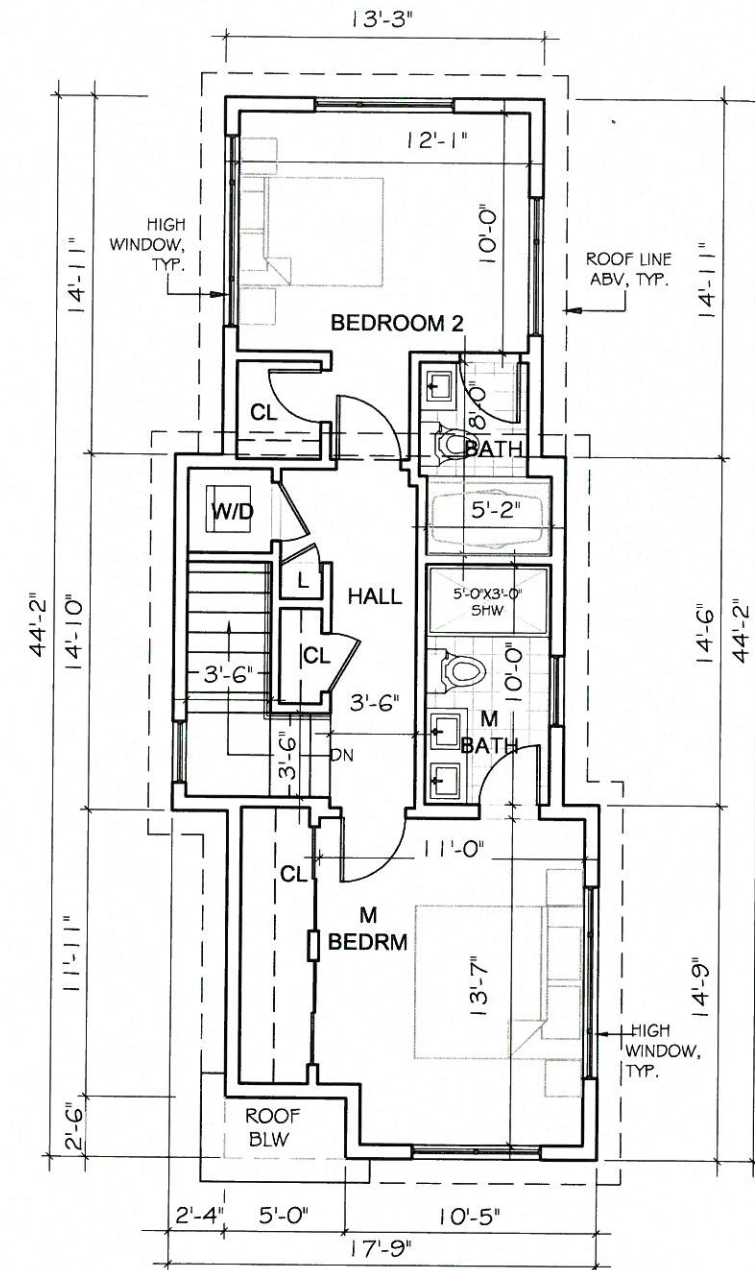 13'-3"
12'-1"
HIGH
WINDOW,
TYP.
14'-11"
10'-0"
ROOF LINE
ABV, TYP.
14'-11"
BEDROOM 2
CL
8'-0"
BATH
W/D
5'-2"
L
HALL
5'-0"X3'-0"
SHW
44'-2"
14'-10"
CL
3'-6"
3'-6"
10'-0"
14'-6"
44'-2"
M
BATH
3'-6"
DN
11'-0"
CL
M
BEDRM
11'-11"
13'-7"
14'-9"
HIGH
WINDOW,
TYP.
2'-6"
ROOF
BLW
2'-4"
5'-0"
10'-5"
17'-9"